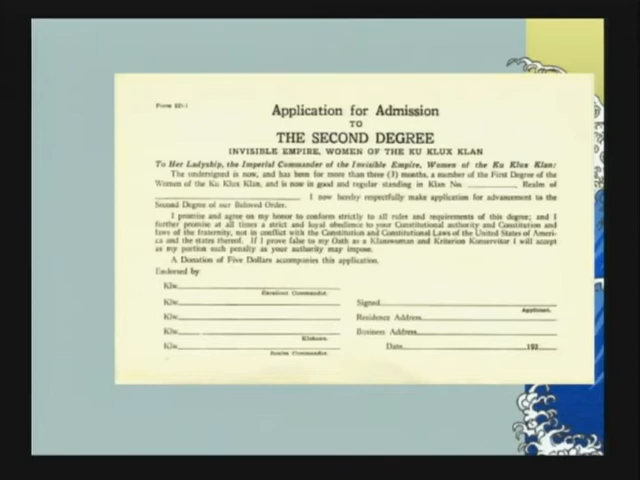 Application for Admission
TO
THE SECOND DEGREE
INVISIBLE EMPIRE, WOMEN OF THE KU KLUX KLAN
To Her Ladyship, the Imperial Commander of the Invisible Empire, Women of the Ku Klux Klan:
The undersigned is now, and has been for more than three (3) months, a member of the First Degree of the
Women of the Ku Klux Klan, and is now in good and regular standing in Klan No. Realm of
I now hereby respectfully make application for advancement to the
Second Degree of our Beloved Order.
I promise and agree on my honor to conform strictly to all rules and requirements of this degree; and I
further promise at all times a strict and loyal obedience to your Constitutional authority and Constitution and
laws of the fraternity, not in conflict with the Constitution and Constitutional Laws of the United States of Ameri-
ca and the states thereof. If I prove false to my Oath as a Klanswoman and Kriterion Konservitor I will accept
as my portion such penalty as your authority may impose.
A Donation of Five Dollars accompanies this application.
Endorsed by
Klw.
Excellent Commander.
Klw.
Signed
Applicant.
Klw.
Residence Address
Klw.
Business Address
Klokann.
Klw.
Date 192
Realm Commander.